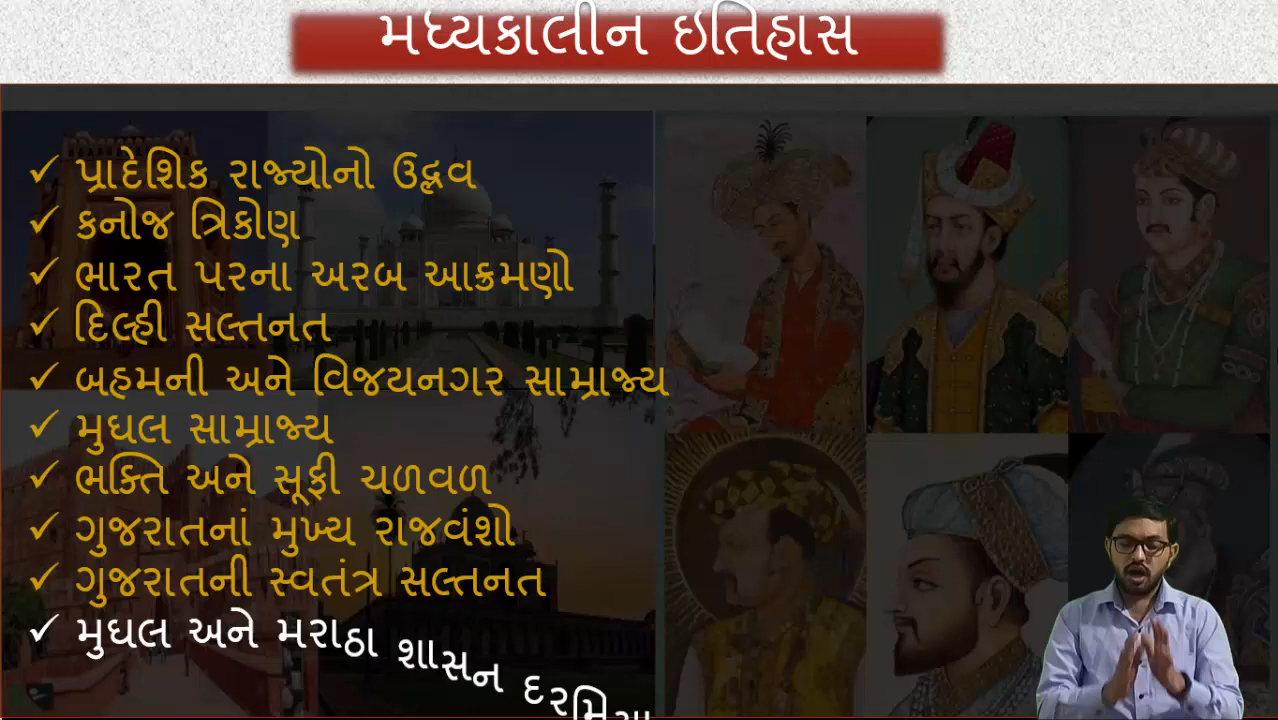 મધ્યકાલીન ઇતિહાસ
પ્રાદેશિક રાજ્યોનો ઉદ્ભવ
કનોજ ત્રિકોણ
ભારત પરના અરબ આક્રમણો
દિલ્હી સલ્તનત
બહમની અને વિજયનગર સામ્રાજ્ય
મુઘલ સામ્રાજ્ય
ભક્તિ અને સૂફી ચળવળ
ગુજરાતનાં મુખ્ય રાજવંશો
ગુજરાતની સ્વતંત્ર સલ્તનત
મુઘલ અને મરાઠા શાસન